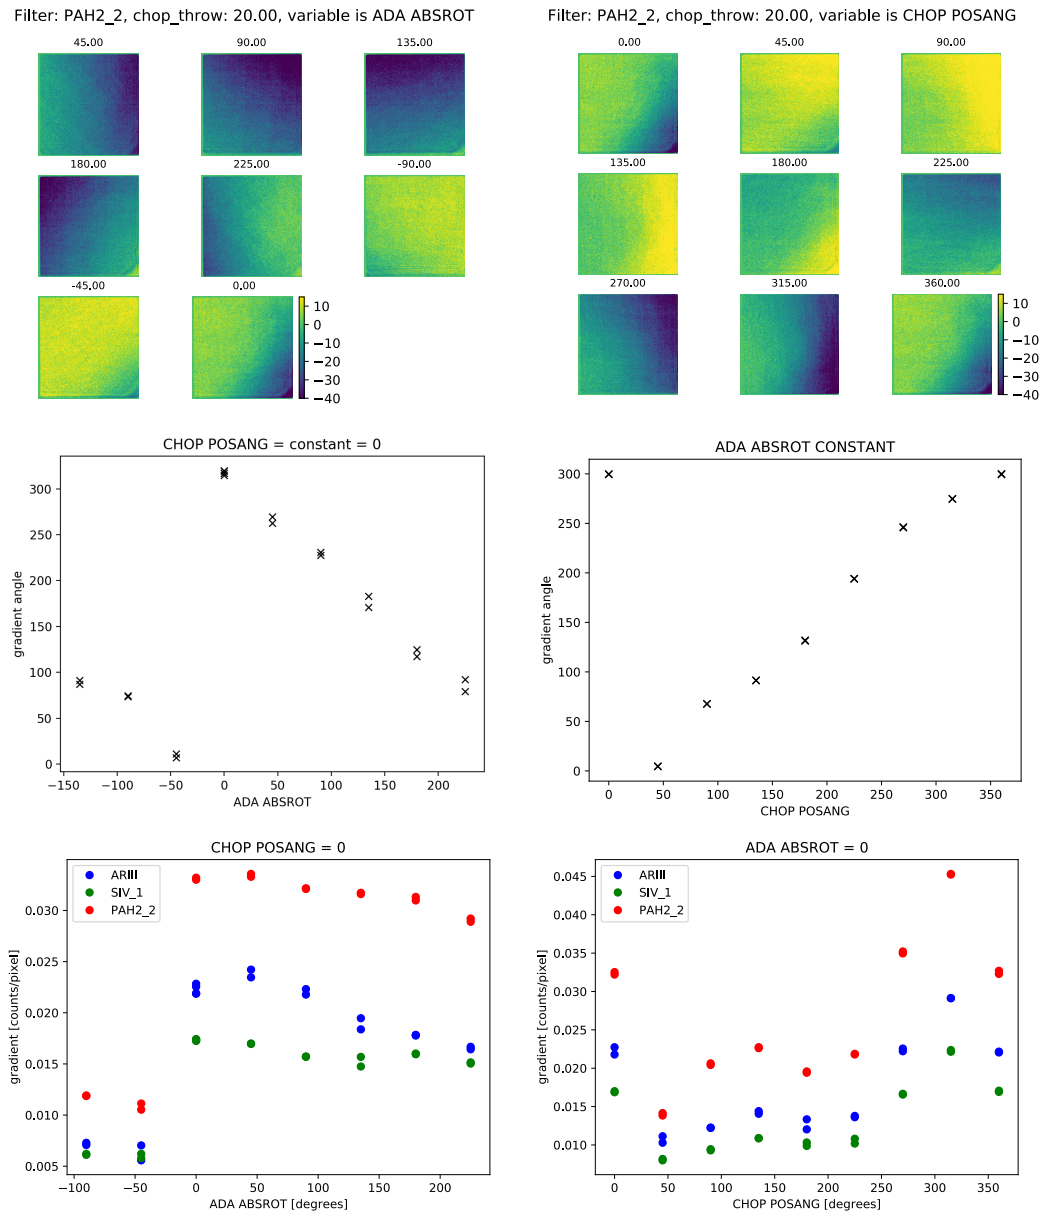 Filter: PAH2_2, chop_throw: 20.00, variable is ADA ABSROT
45.00 90.00 135.00
180.00 225.00 -90.00
-45.00 0.00
10
0
−10
−20
−30
−40
Filter: PAH2_2, chop_throw: 20.00, variable is CHOP POSANG
0.00 45.00 90.00
135.00 180.00 225.00
270.00 315.00 360.00
10
0
−10
−20
−30
−40
CHOP POSANG = constant = 0
gradient angle
300
250
200
150
100
50
0
−150 −100 −50 0 50 100 150 200
ADA ABSROT
ADA ABSROT CONSTANT
gradient angle
300
250
200
150
100
50
0
0 50 100 150 200 250 300 350
CHOP POSANG
CHOP POSANG = 0
ARIII
SIV_1
PAH2_2
gradient [counts/pixel]
0.030
0.025
0.020
0.015
0.010
0.005
−100 −50 0 50 100 150 200
ADA ABSROT [degrees]
ADA ABSROT = 0
ARIII
SIV_1
PAH2_2
gradient [counts/pixel]
0.045
0.040
0.035
0.030
0.025
0.020
0.015
0.010
0 50 100 150 200 250 300 350
CHOP POSANG [degrees]